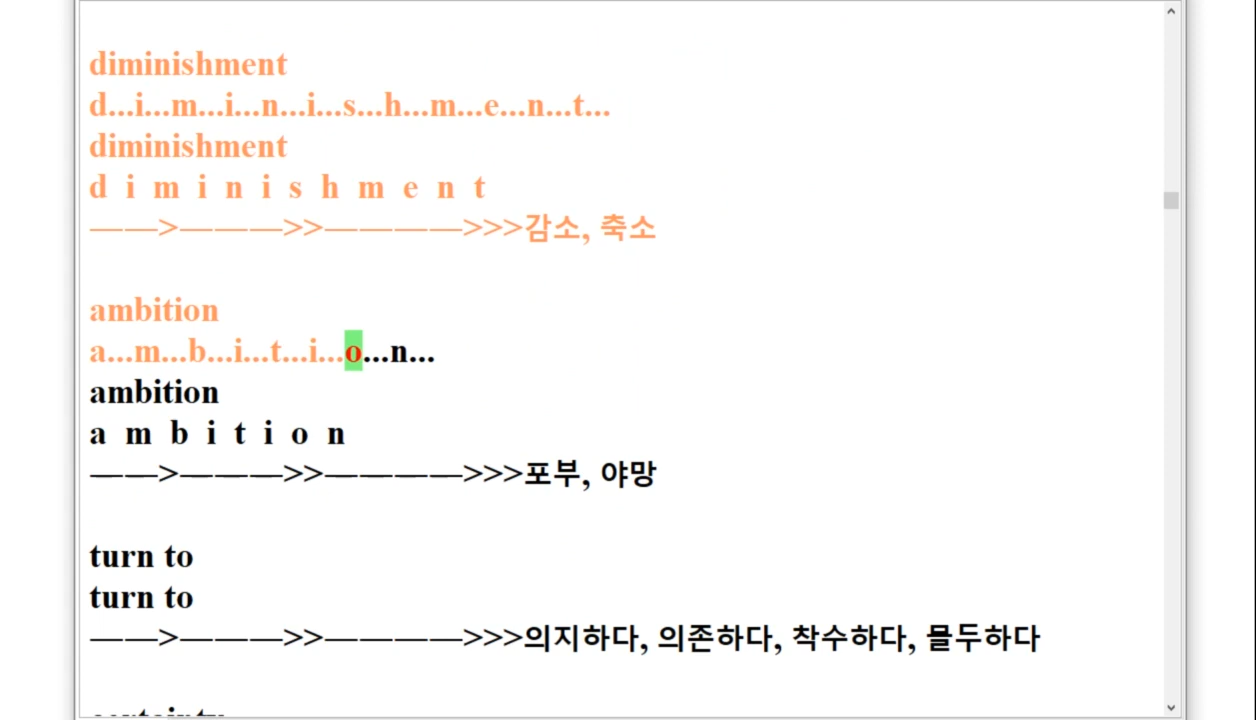 diminishment
d...i...m...i...n...i...s...h...m...e...n...t...
diminishment
d i m i n i s h m e n t
——>———>>————>>>감소, 축소
ambition
a...m...b...i...t...i...o...n...
ambition
a m b i t i o n
——>———>>————>>>포부, 야망
turn to
turn to
——>———>>————>>>의지하다, 의존하다, 착수하다, 믈두하다